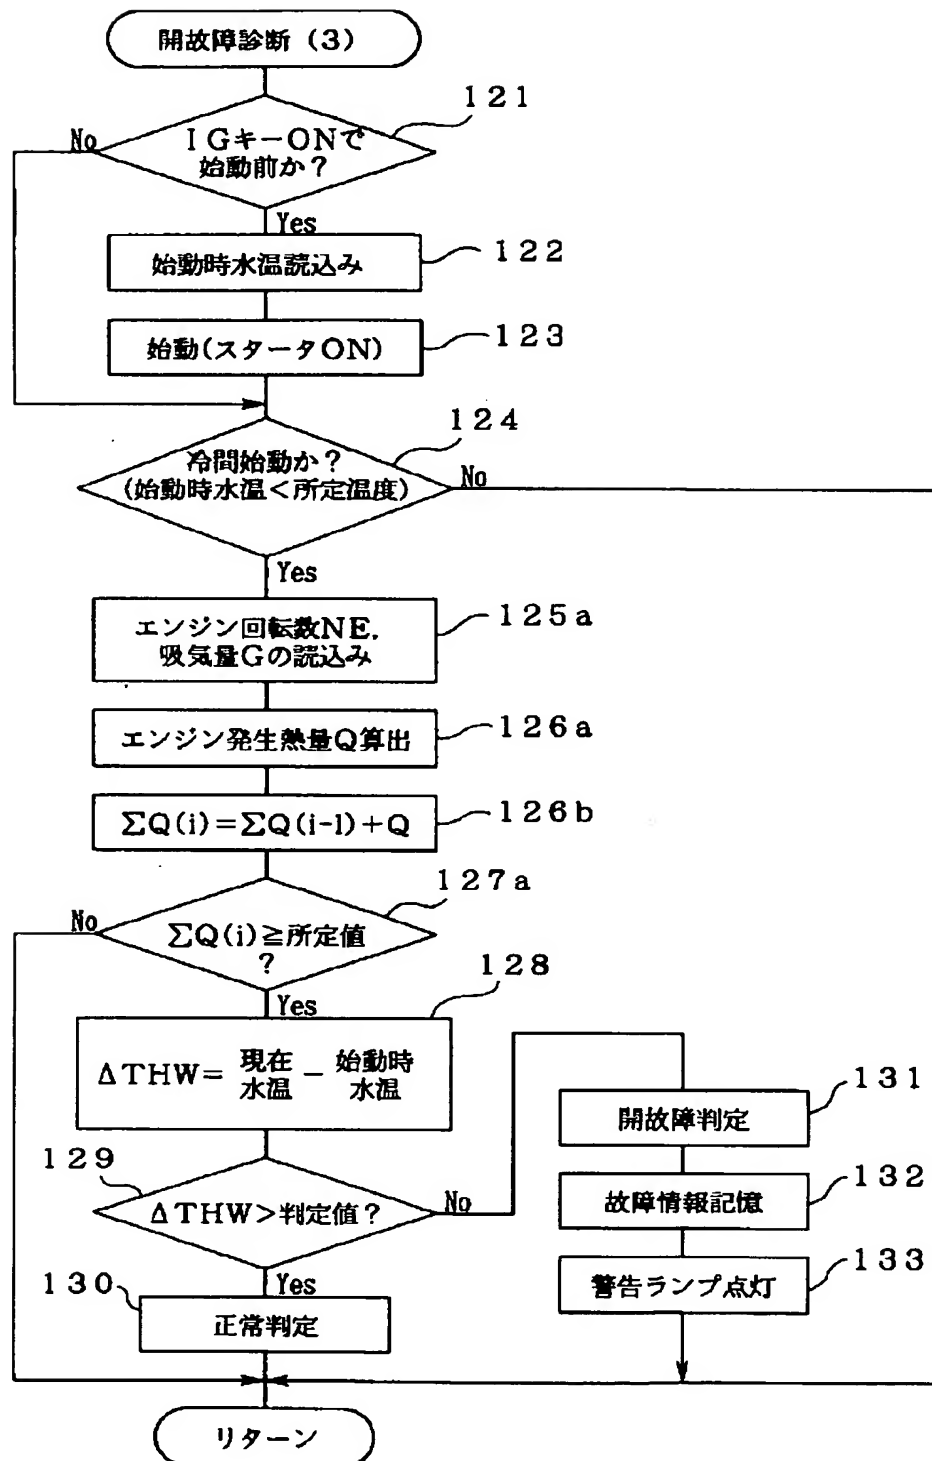 開故障診断(3)
121
IGキーONで
始動前か?
No
Yes
始動時水温読込み
122
始動(スタータON)
123
124
冷間始動か?
(始動時水温<所定温度)
No
Yes
エンジン回転数NE,
吸気量Gの読込み
125a
エンジン発生熱量Q算出
126a
ΣQ(i)=ΣQ(i-1)+Q
126b
127a
No
ΣQ(i)≧所定値
?
Yes
128
ΔTHW= 現在水温 - 始動時水温
129
ΔTHW>判定値?
No
Yes
130
正常判定
開故障判定
131
故障情報記憶
132
警告ランプ点灯
133
リターン